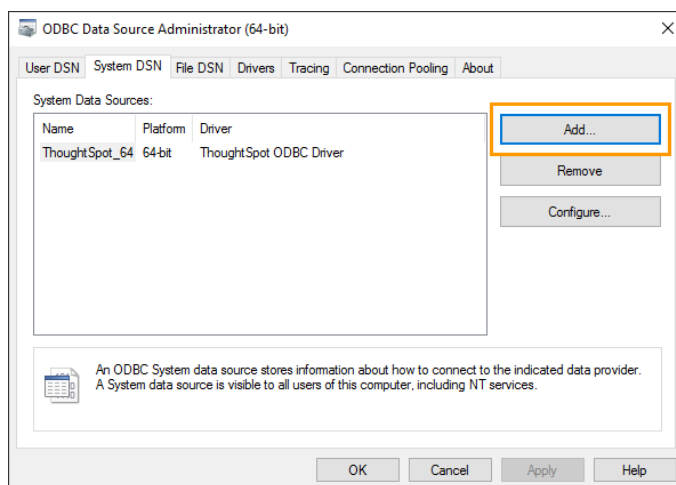 ODBC Data Source Administrator (64-bit)
User DSN System DSN File DSN Drivers Tracing Connection Pooling About
System Data Sources:
Name Platform Driver
ThoughtSpot_64 64-bit ThoughtSpot ODBC Driver
Add...
Remove
Configure...
An ODBC System data source stores information about how to connect to the indicated data provider.
A System data source is visible to all users of this computer, including NT services.
OK Cancel Apply Help